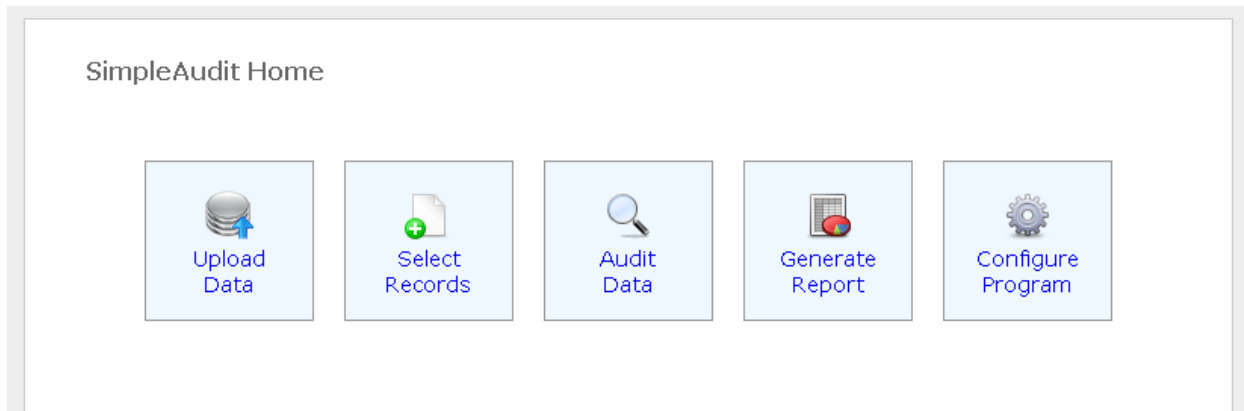 SimpleAudit Home
Upload
Data
Select
Records
Audit
Data
Generate
Report
Configure
Program